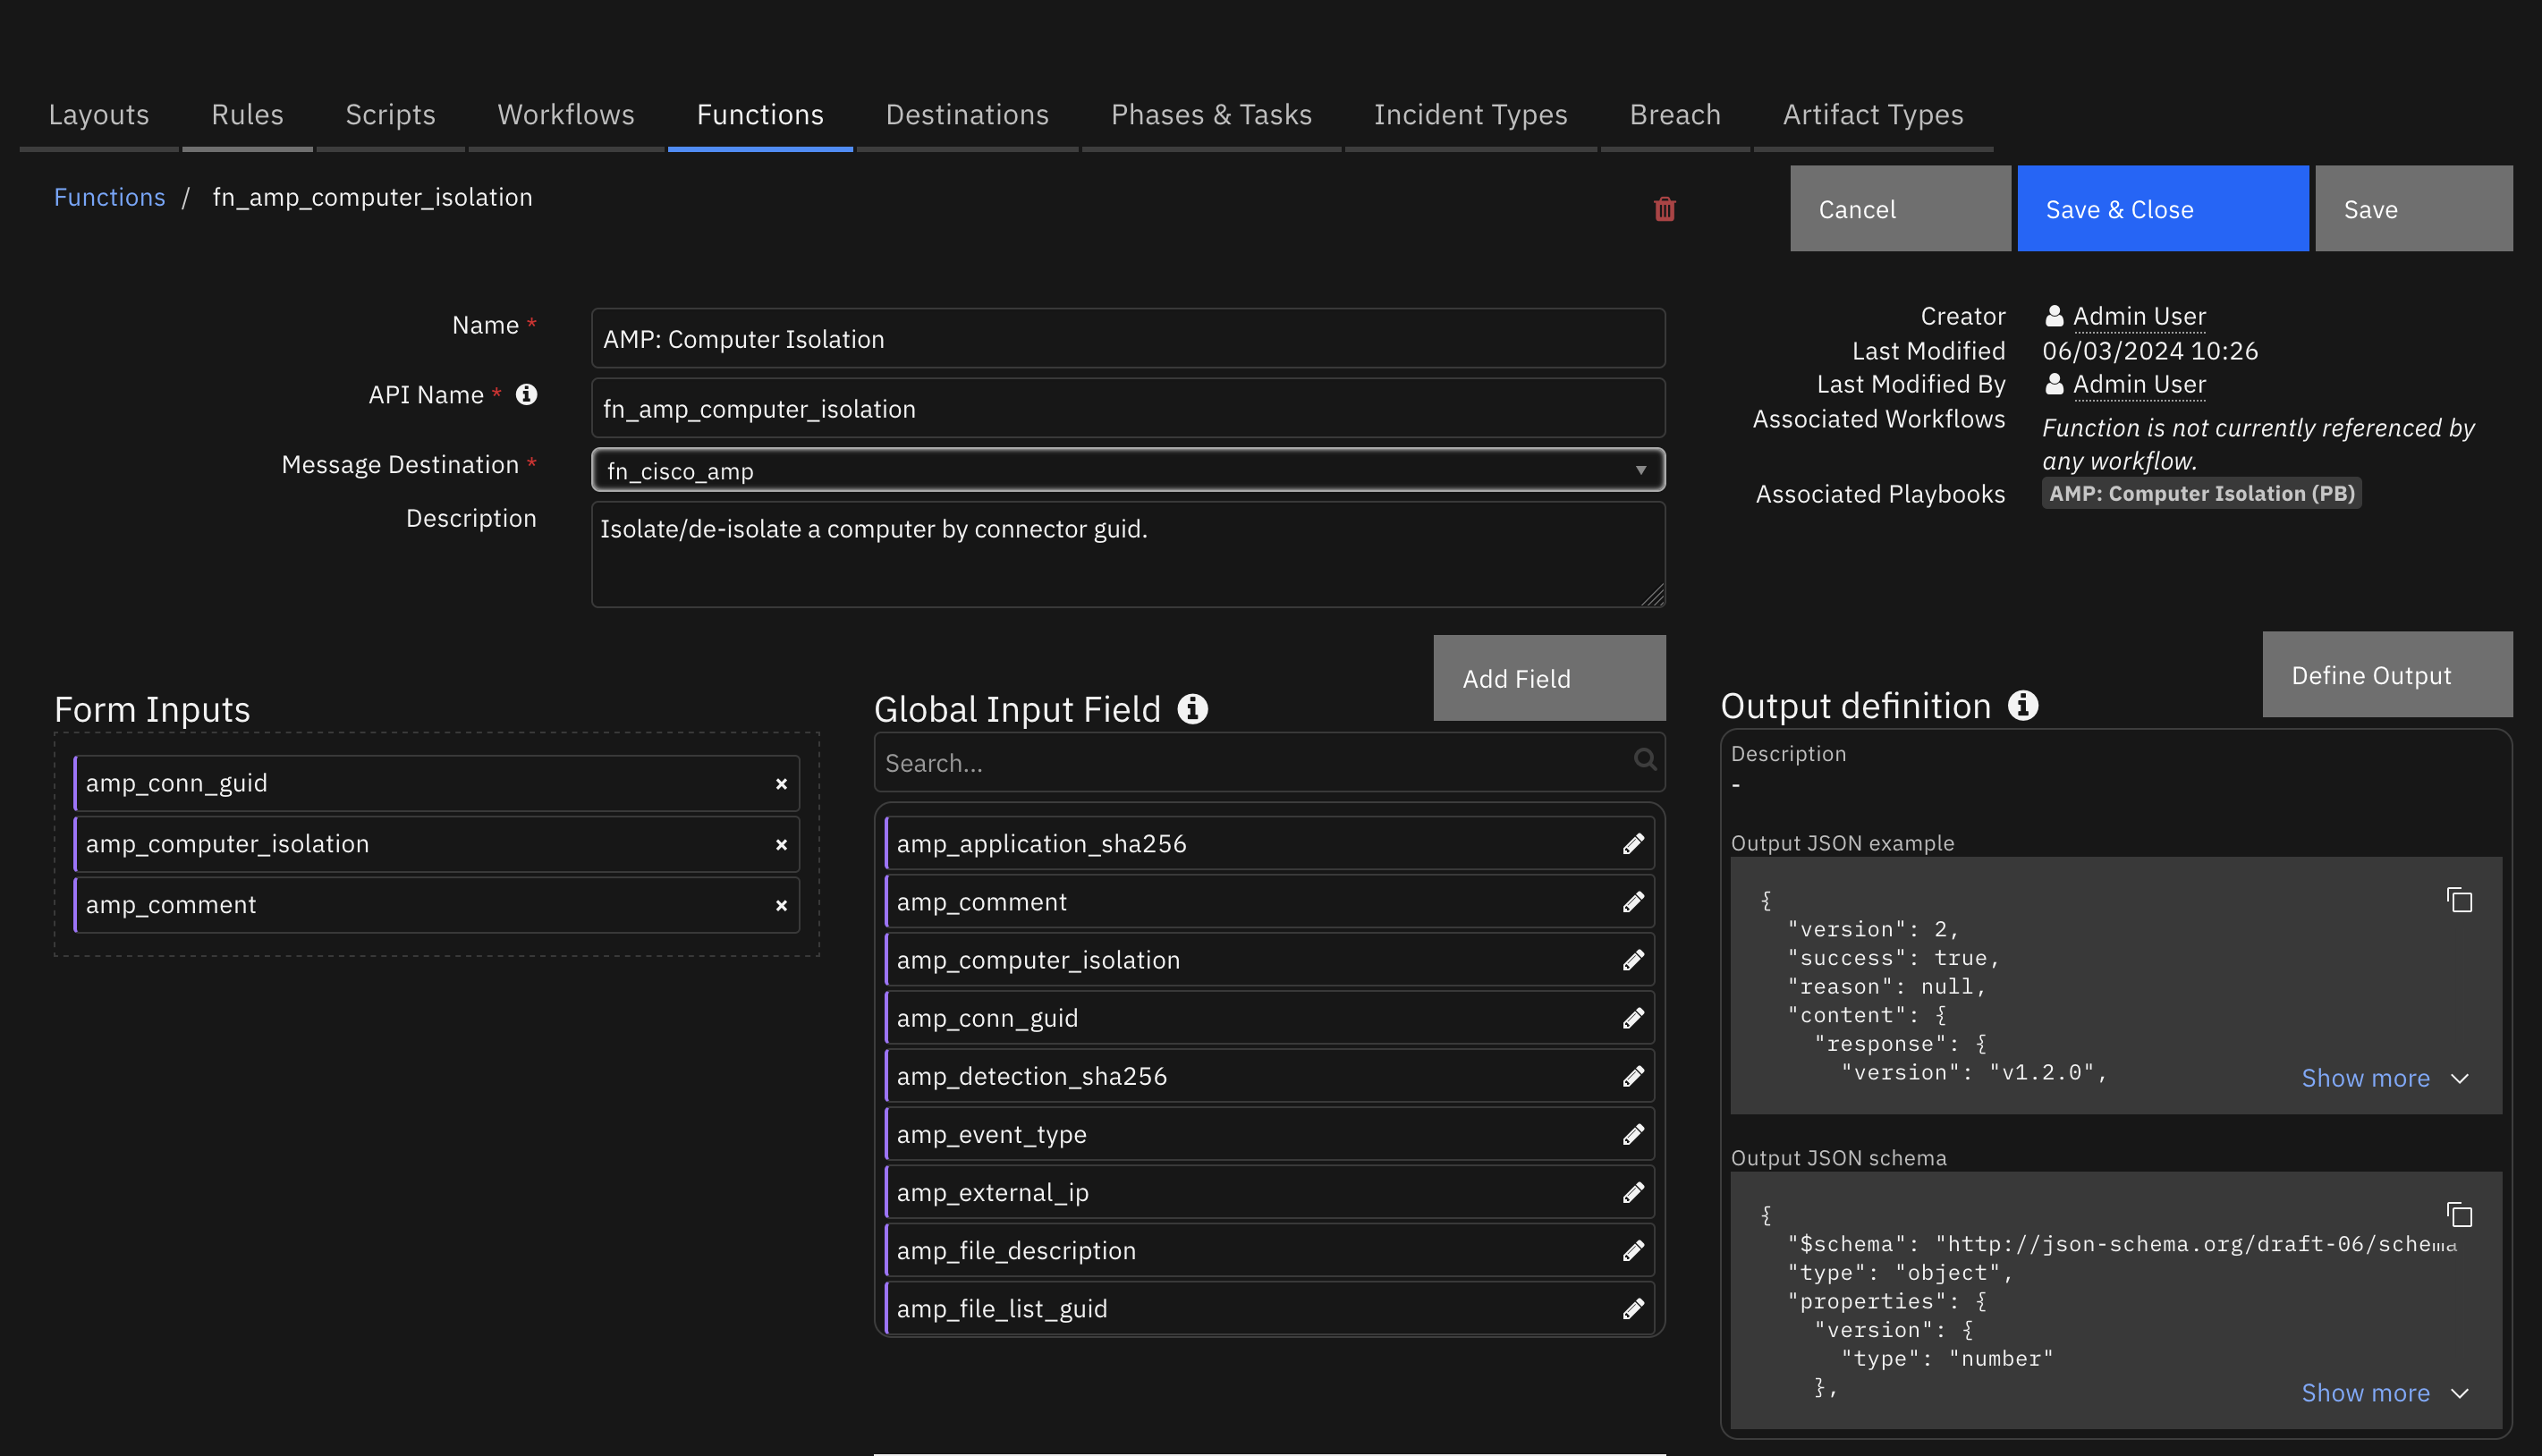 Layouts Rules Scripts Workflows Functions Destinations Phases & Tasks Incident Types Breach Artifact Types
Functions / fn_amp_computer_isolation
Cancel Save & Close Save
Name *
AMP: Computer Isolation
API Name *
fn_amp_computer_isolation
Message Destination *
fn_cisco_amp
Description
Isolate/de-isolate a computer by connector guid.
Creator Admin User
Last Modified 06/03/2024 10:26
Last Modified By Admin User
Associated Workflows Function is not currently referenced by
any workflow.
Associated Playbooks AMP: Computer Isolation (PB)
Form Inputs
amp_conn_guid ×
amp_computer_isolation ×
amp_comment ×
Add Field
Global Input Field
Search...
amp_application_sha256
amp_comment
amp_computer_isolation
amp_conn_guid
amp_detection_sha256
amp_event_type
amp_external_ip
amp_file_description
amp_file_list_guid
Define Output
Output definition
Description
-
Output JSON example
{
"version": 2,
"success": true,
"reason": null,
"content": {
"response": {
"version": "v1.2.0",
Show more
Output JSON schema
{
"$schema": "http://json-schema.org/draft-06/schema
"type": "object",
"properties": {
"version": {
"type": "number"
},
Show more